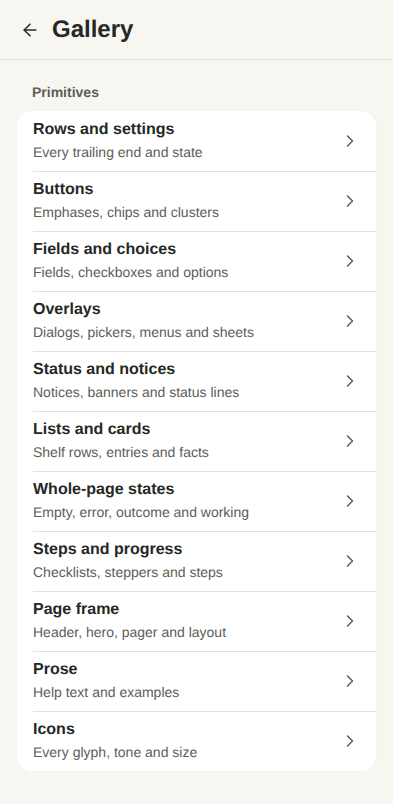 Gallery
Primitives
Rows and settings
Every trailing end and state
Buttons
Emphases, chips and clusters
Fields and choices
Fields, checkboxes and options
Overlays
Dialogs, pickers, menus and sheets
Status and notices
Notices, banners and status lines
Lists and cards
Shelf rows, entries and facts
Whole-page states
Empty, error, outcome and working
Steps and progress
Checklists, steppers and steps
Page frame
Header, hero, pager and layout
Prose
Help text and examples
Icons
Every glyph, tone and size